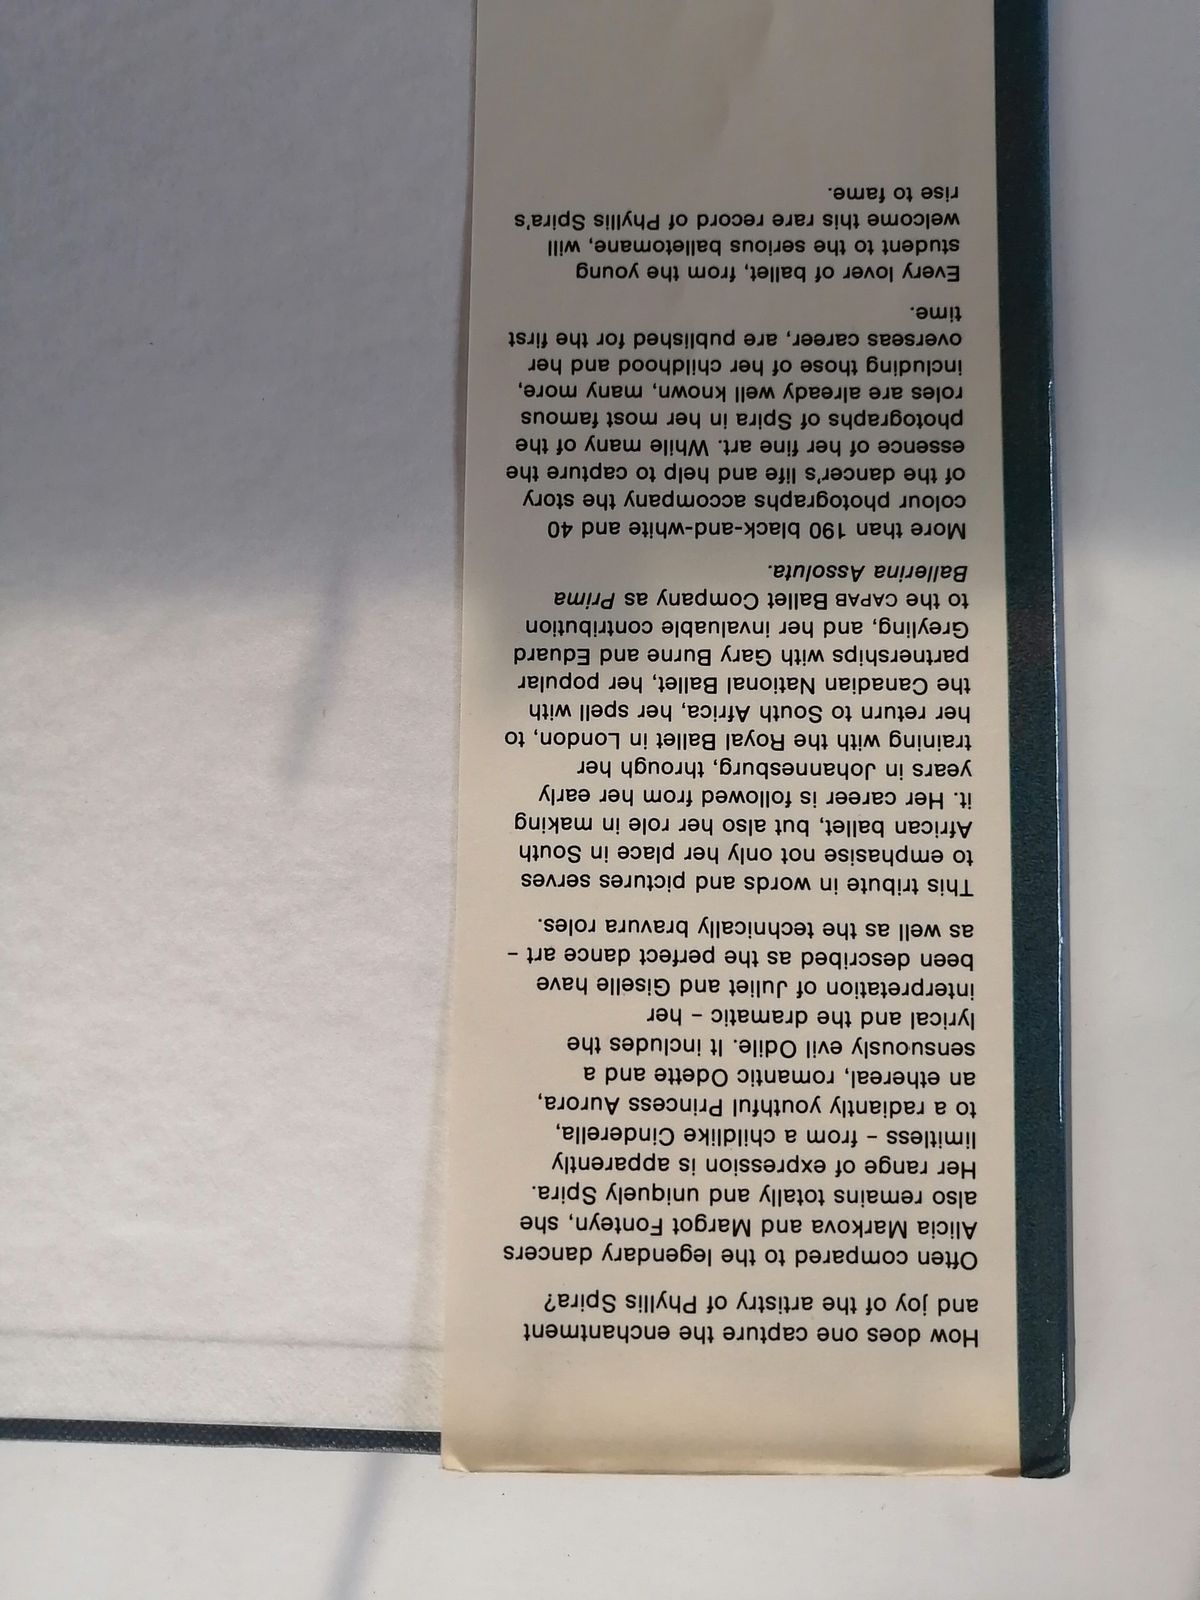 How does one capture the enchantment
and joy of the artistry of Phyllis Spira?
Often compared to the legendary dancers
Alicia Markova and Margot Fonteyn, she
also remains totally and uniquely Spira.
Her range of expression is apparently
limitless – from a childlike Cinderella,
to a radiantly youthful Princess Aurora,
an ethereal, romantic Odette and a
sensuously evil Odile. It includes the
lyrical and the dramatic – her
interpretation of Juliet and Giselle have
been described as the perfect dance art –
as well as the technically bravura roles.
This tribute in words and pictures serves
to emphasise not only her place in South
African ballet, but also her role in making
it. Her career is followed from her early
years in Johannesburg, through her
training with the Royal Ballet in London, to
her return to South Africa, her spell with
the Canadian National Ballet, her popular
partnerships with Gary Burne and Eduard
Greyling, and her invaluable contribution
to the CAPAB Ballet Company as Prima
Ballerina Assoluta.
More than 190 black-and-white and 40
colour photographs accompany the story
of the dancer's life and help to capture the
essence of her fine art. While many of the
photographs of Spira in her most famous
roles are already well known, many more,
including those of her childhood and her
overseas career, are published for the first
time.
Every lover of ballet, from the young
student to the serious balletomane, will
welcome this rare record of Phyllis Spira's
rise to fame.